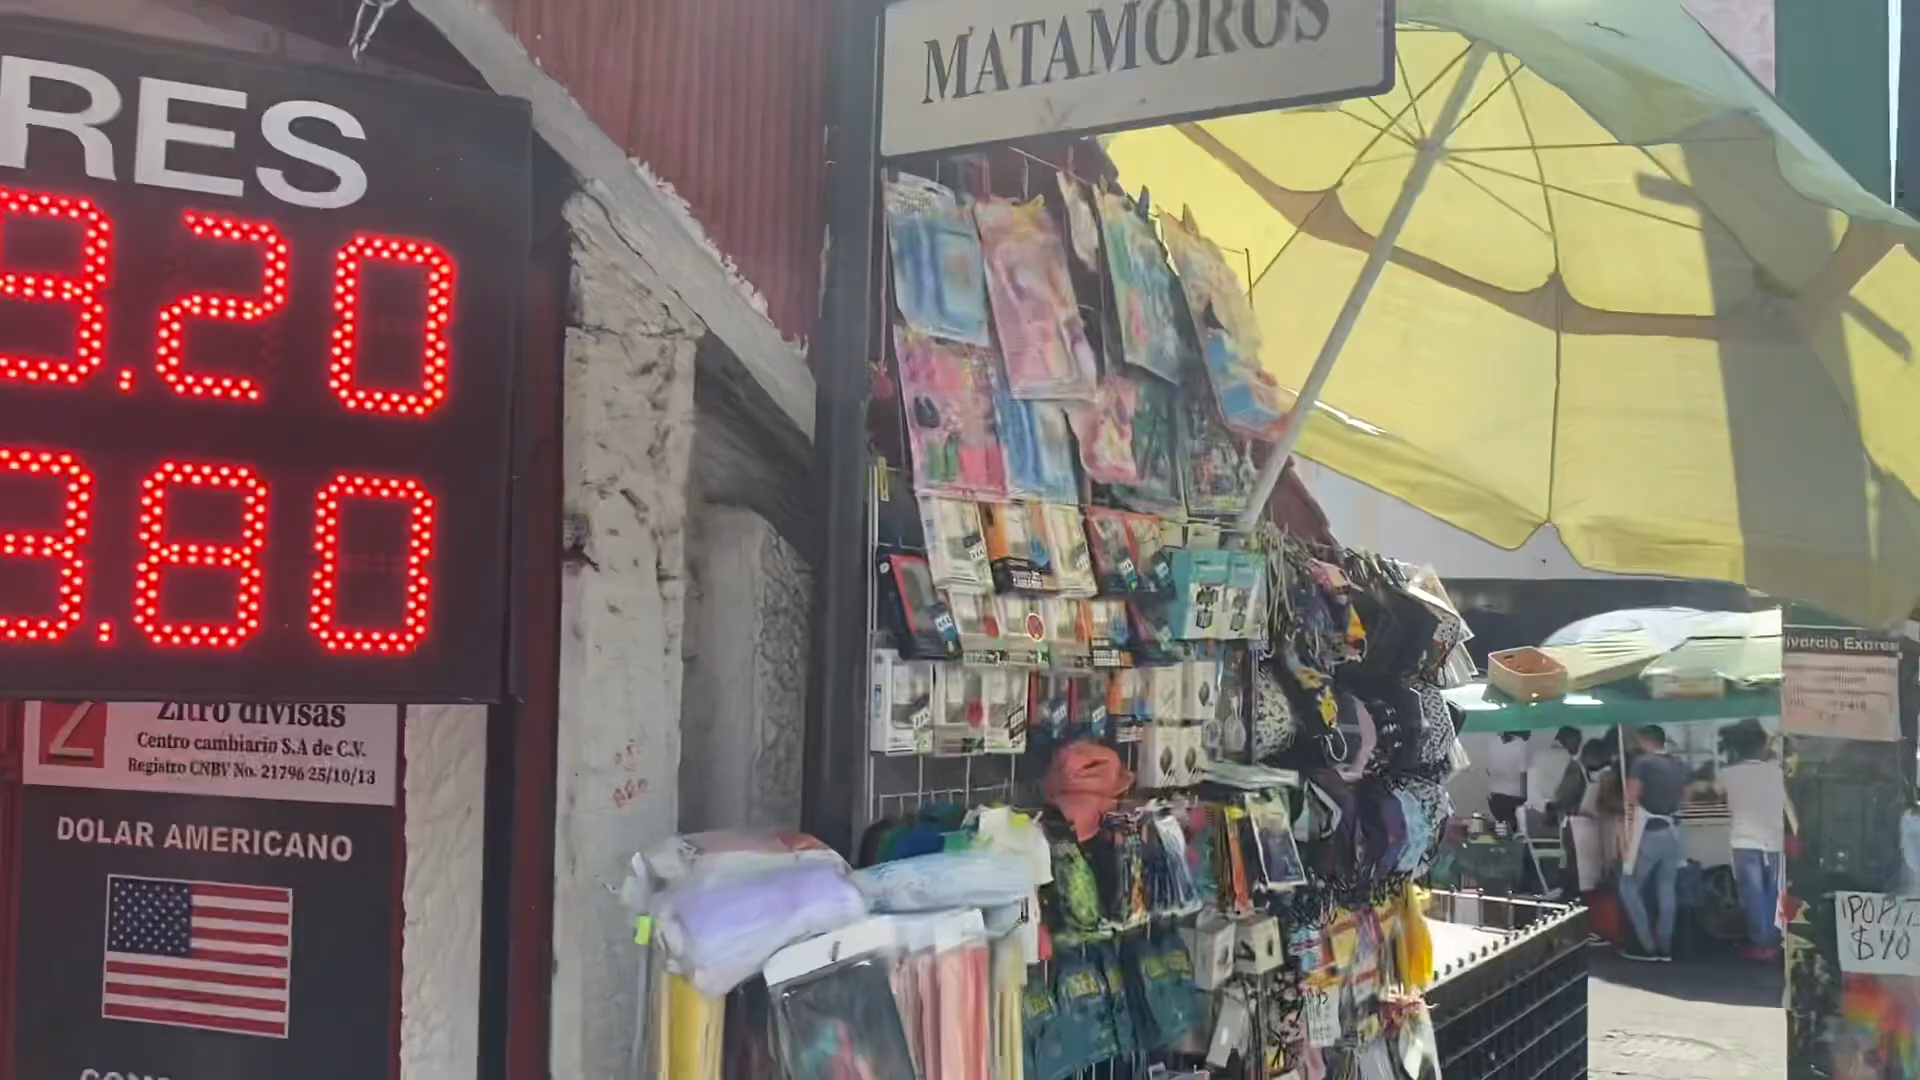 RES
.20
.80
Zitro divisas
Centro cambiario S.A de C.V.
Registro CNBV No. 21796 25/10/13
DOLAR AMERICANO
MATAMOROS
ivorcio Expres
$70